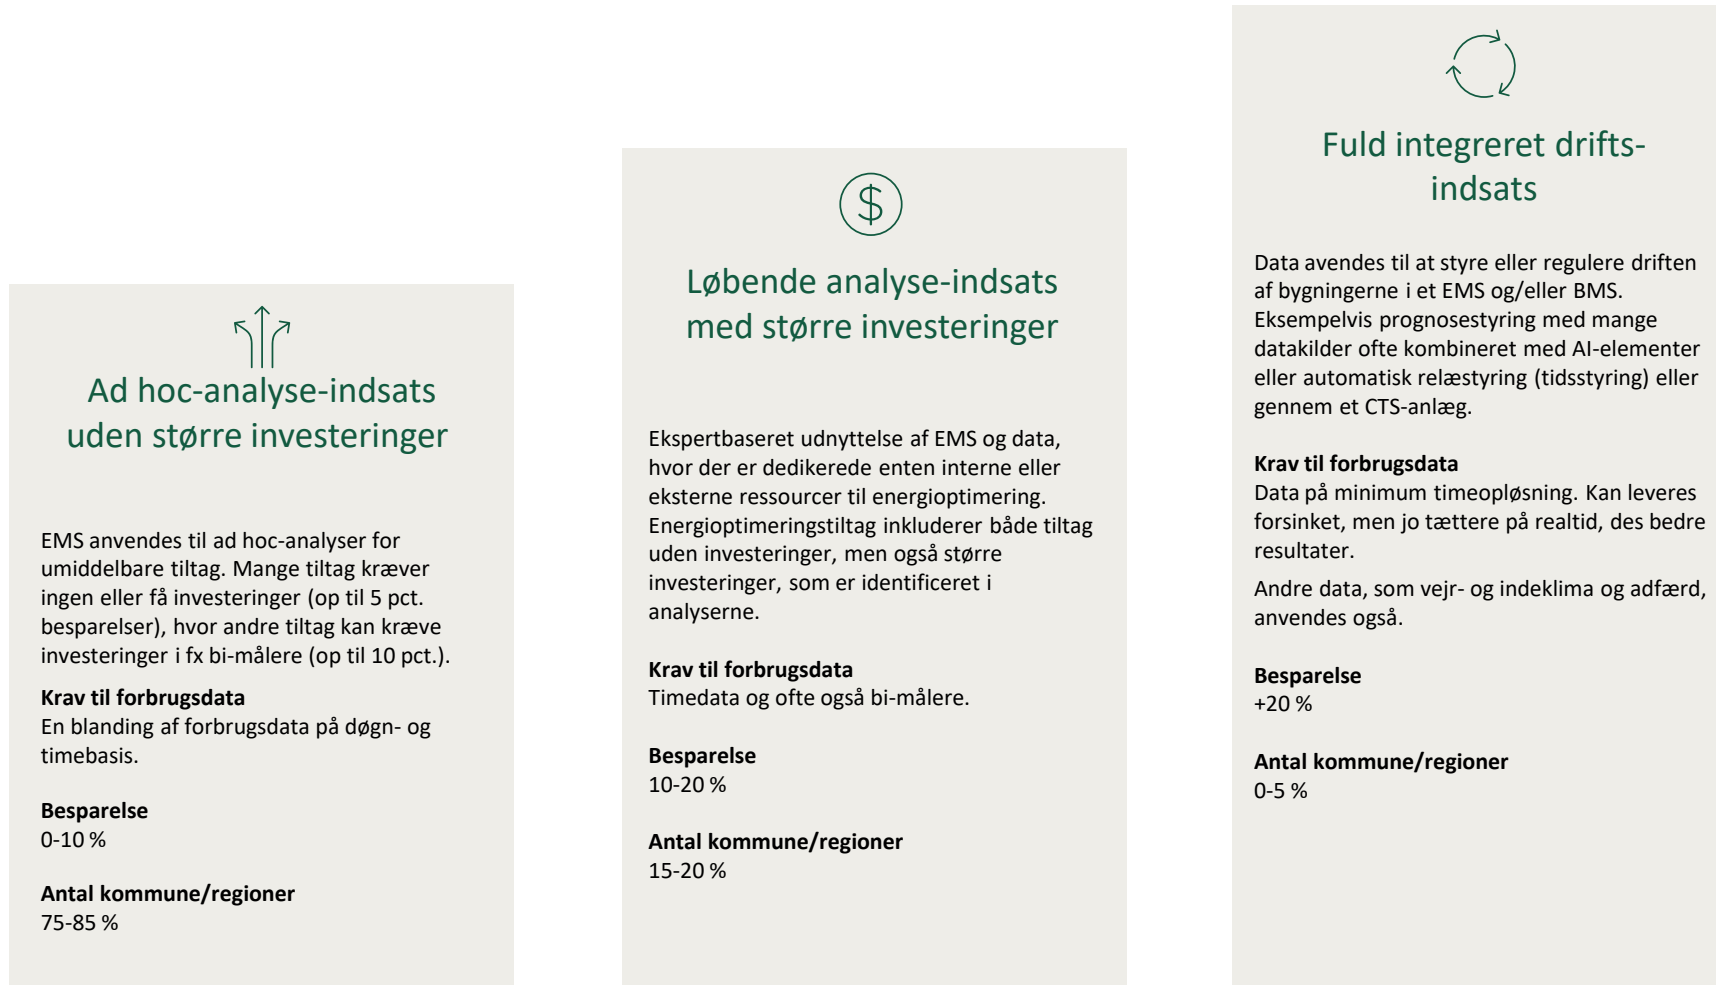 Ad hoc-analyse-indsats
uden større investeringer
EMS anvendes til ad hoc-analyser for
umiddelbare tiltag. Mange tiltag kræver
ingen eller få investeringer (op til 5 pct.
besparelser), hvor andre tiltag kan kræve
investeringer i fx bi-målere (op til 10 pct.).
Krav til forbrugsdata
En blanding af forbrugsdata på døgn- og
timebasis.
Besparelse
0-10 %
Antal kommune/regioner
75-85 %
$
Løbende analyse-indsats
med større investeringer
Ekspertbaseret udnyttelse af EMS og data,
hvor der er dedikerede enten interne eller
eksterne ressourcer til energioptimering.
Energioptimeringstiltag inkluderer både tiltag
uden investeringer, men også større
investeringer, som er identificeret i
analyserne.
Krav til forbrugsdata
Timedata og ofte også bi-målere.
Besparelse
10-20 %
Antal kommune/regioner
15-20 %
Fuld integreret drifts-
indsats
Data avendes til at styre eller regulere driften
af bygningerne i et EMS og/eller BMS.
Eksempelvis prognosestyring med mange
datakilder ofte kombineret med AI-elementer
eller automatisk relæstyring (tidsstyring) eller
gennem et CTS-anlæg.
Krav til forbrugsdata
Data på minimum timeopløsning. Kan leveres
forsinket, men jo tættere på realtid, des bedre
resultater.
Andre data, som vejr- og indeklima og adfærd,
anvendes også.
Besparelse
+20 %
Antal kommune/regioner
0-5 %